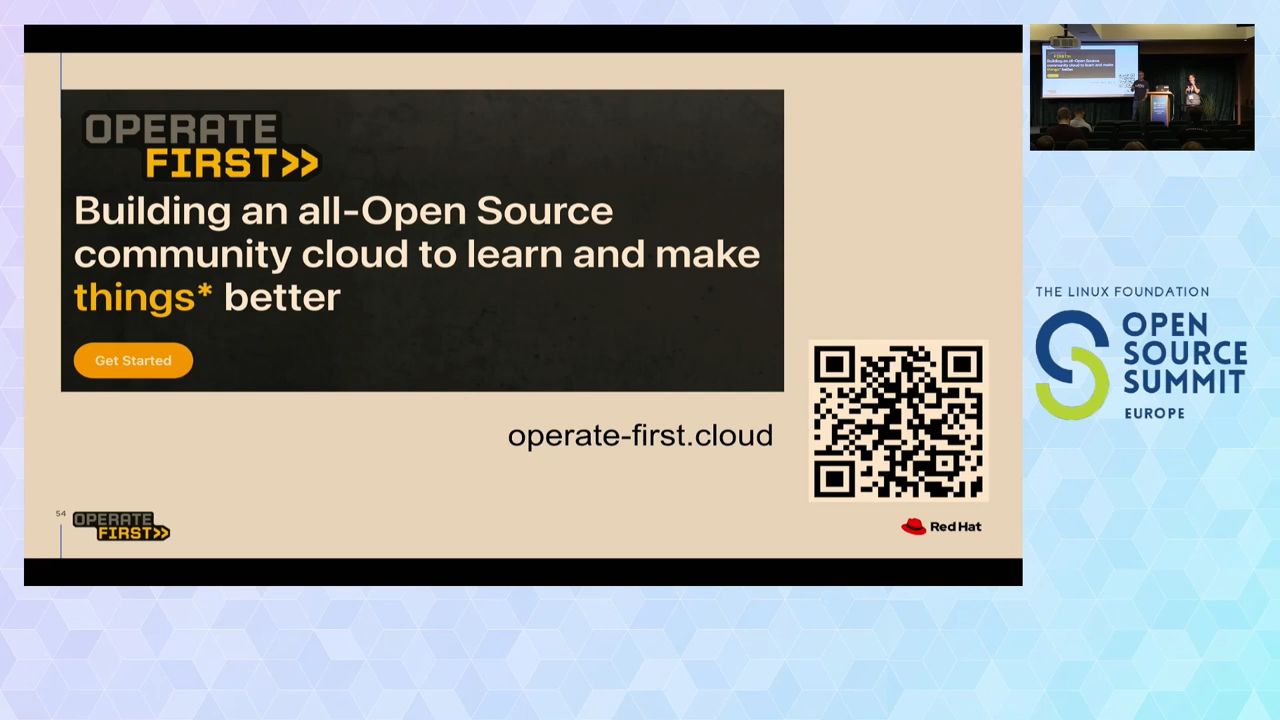 OPERATE
FIRST>>
Building an all-Open Source
community cloud to learn and make
things* better
Get Started
operate-first.cloud
54
OPERATE
FIRST>>
Red Hat
THE LINUX FOUNDATION
OPEN
SOURCE
SUMMIT
EUROPE